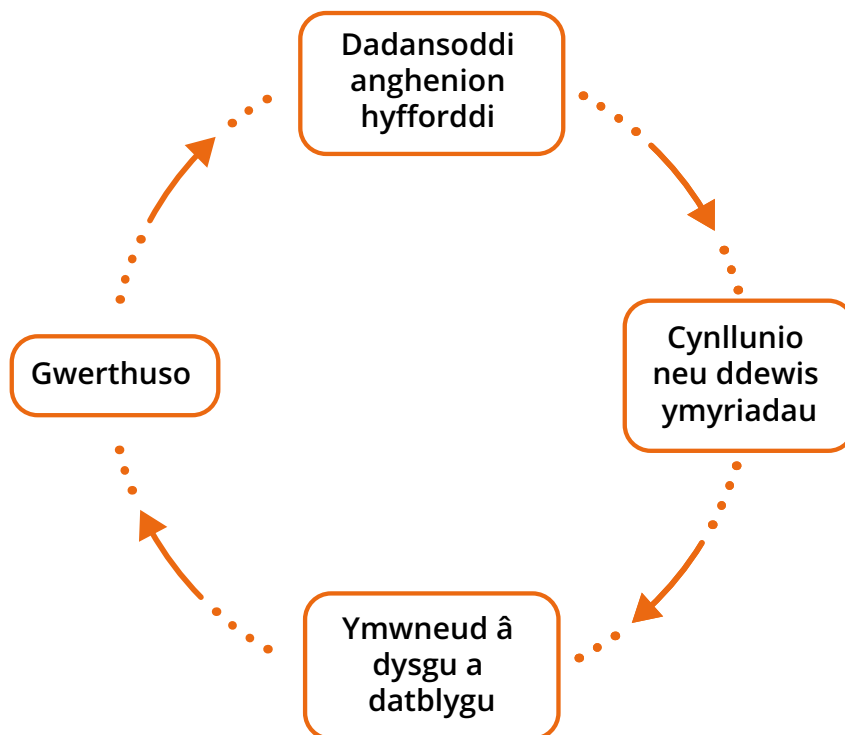 Dadansoddi
anghenion
hyfforddi
Cynllunio
neu ddewis
ymyriadau
Ymwneud â
dysgu a
datblygu
Gwerthuso